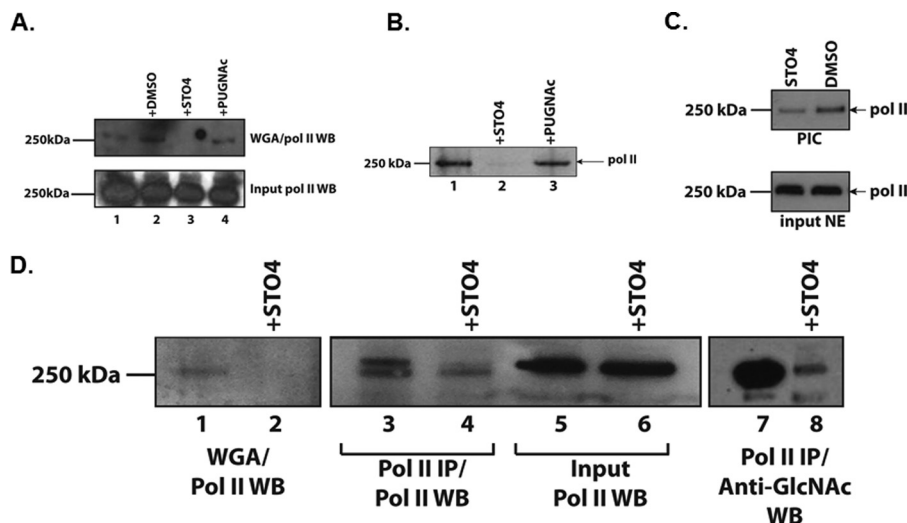 A.
+DMSO
+STO4
+PUGNAc
250kDa
WGA/pol II WB
250kDa
Input pol II WB
1 2 3 4
B.
+STO4
+PUGNAc
250 kDa
pol II
1 2 3
C.
STO4
DMSO
250 kDa
pol II
PIC
250 kDa
pol II
input NE
D.
+STO4
+STO4
+STO4
+STO4
250 kDa
1 2 3 4 5 6 7 8
WGA/
Pol II WB
Pol II IP/
Pol II WB
Input
Pol II WB
Pol II IP/
Anti-GlcNAc
WB